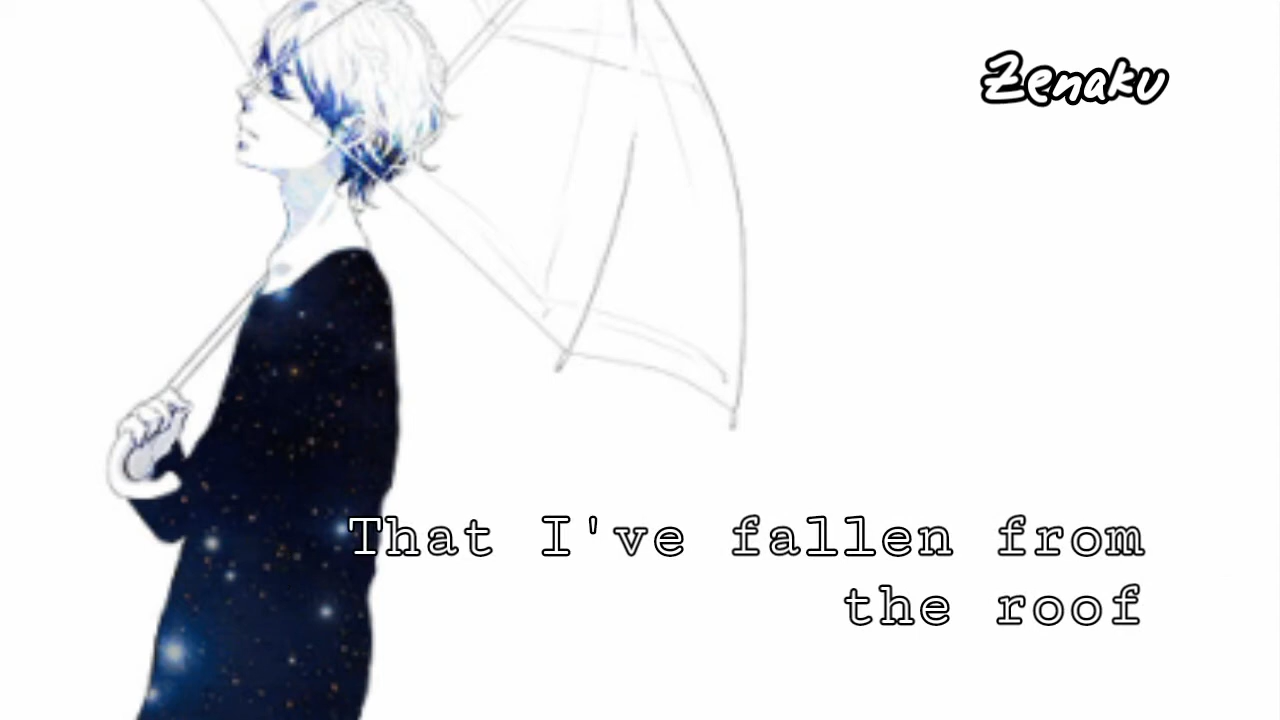 Zenaku
That I've fallen from
the roof